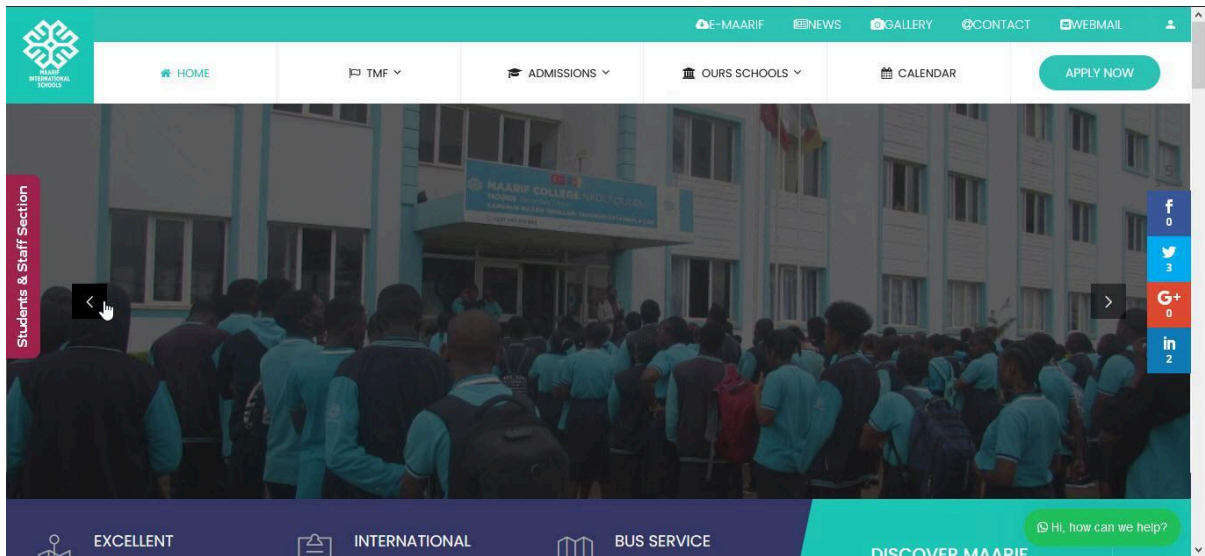 E-MAARIF NEWS GALLERY @CONTACT WEBMAIL
MAARIF
INTERNATIONAL
SCHOOLS
HOME TMF ADMISSIONS OURS SCHOOLS CALENDAR APPLY NOW
MAARIF COLLEGE
Students & Staff Section
f
0
3
G+
0
in
2
Hi, how can we help?
EXCELLENT INTERNATIONAL BUS SERVICE DISCOVER MAARIF